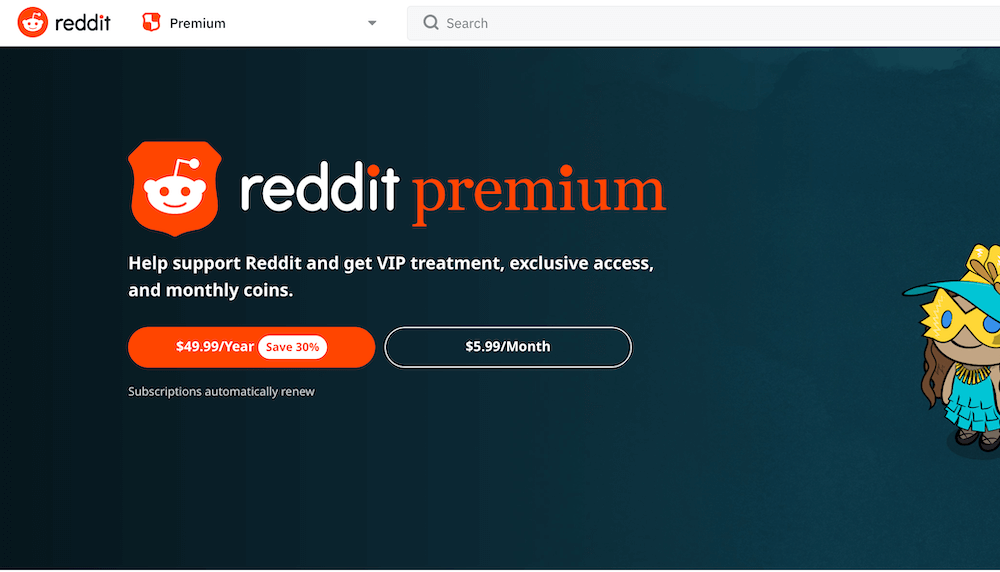 reddit Premium Search
reddit premium
Help support Reddit and get VIP treatment, exclusive access,
and monthly coins.
$49.99/Year Save 30% $5.99/Month
Subscriptions automatically renew